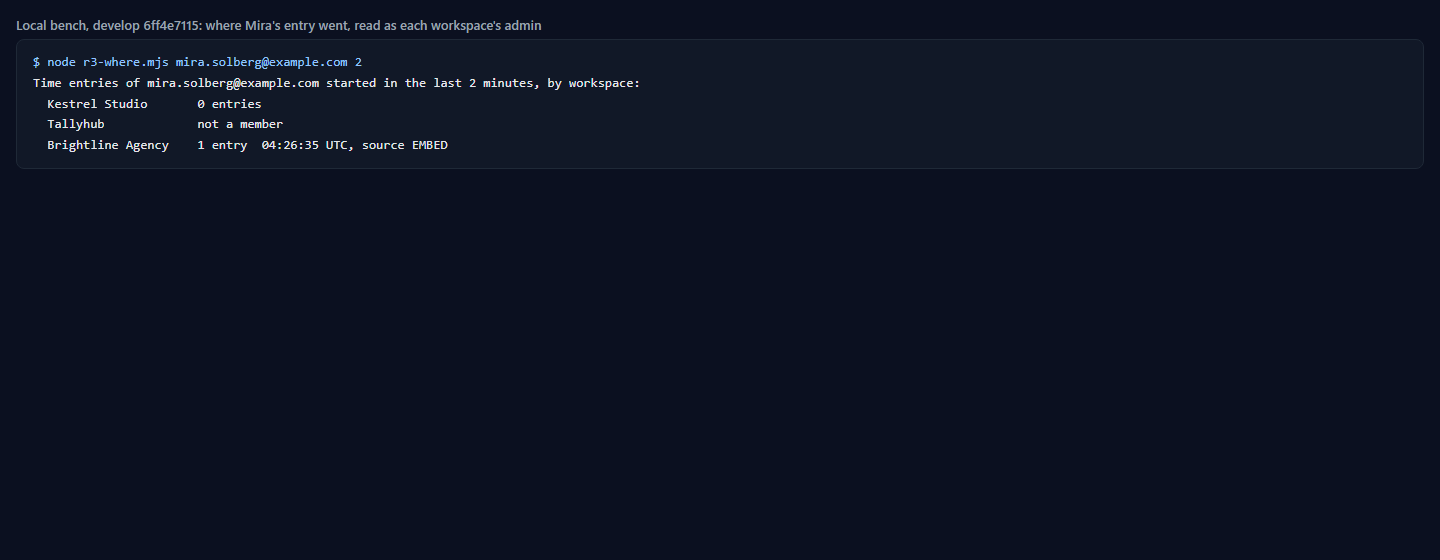 Local bench, develop 6ff4e7115: where Mira's entry went, read as each workspace's admin
$ node r3-where.mjs mira.solberg@example.com 2
Time entries of mira.solberg@example.com started in the last 2 minutes, by workspace:
Kestrel Studio 0 entries
Tallyhub not a member
Brightline Agency 1 entry 04:26:35 UTC, source EMBED